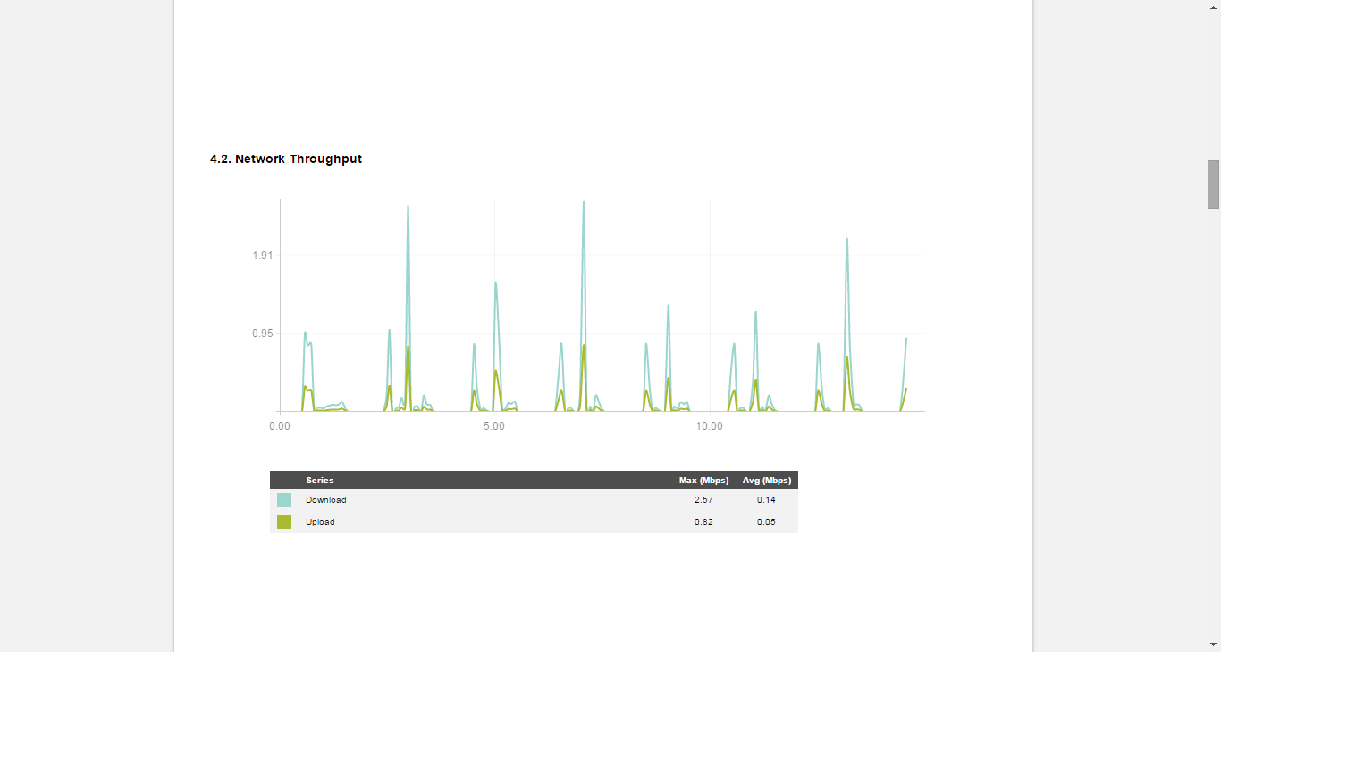 4.2. Network Throughput
1.91
0.95
0.00 5.00 10.00
Series Max (Mbps) Avg (Mbps)
Download 2.57 0.14
Upload 0.82 0.05